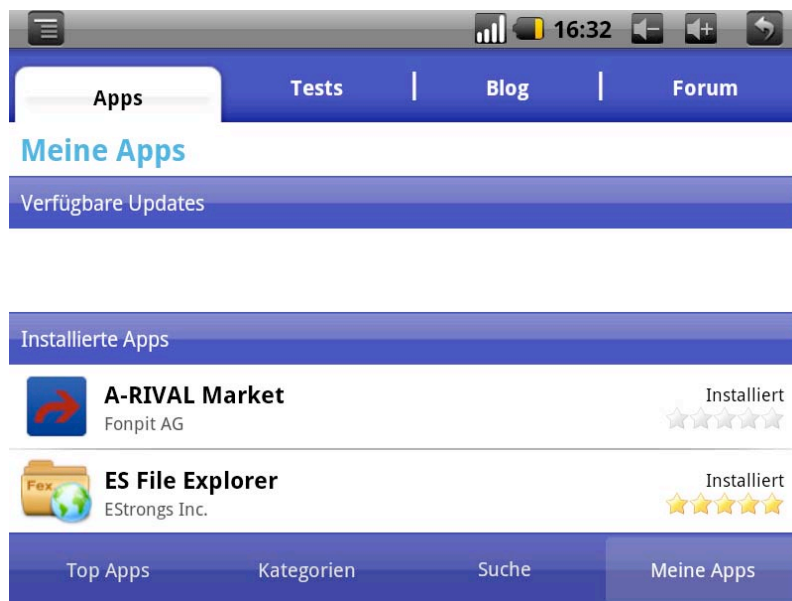 16:32
Apps Tests Blog Forum
Meine Apps
Verfügbare Updates
Installierte Apps
A-RIVAL Market Installiert
Fonpit AG
Fex
ES File Explorer Installiert
EStrongs Inc.
Top Apps Kategorien Suche Meine Apps